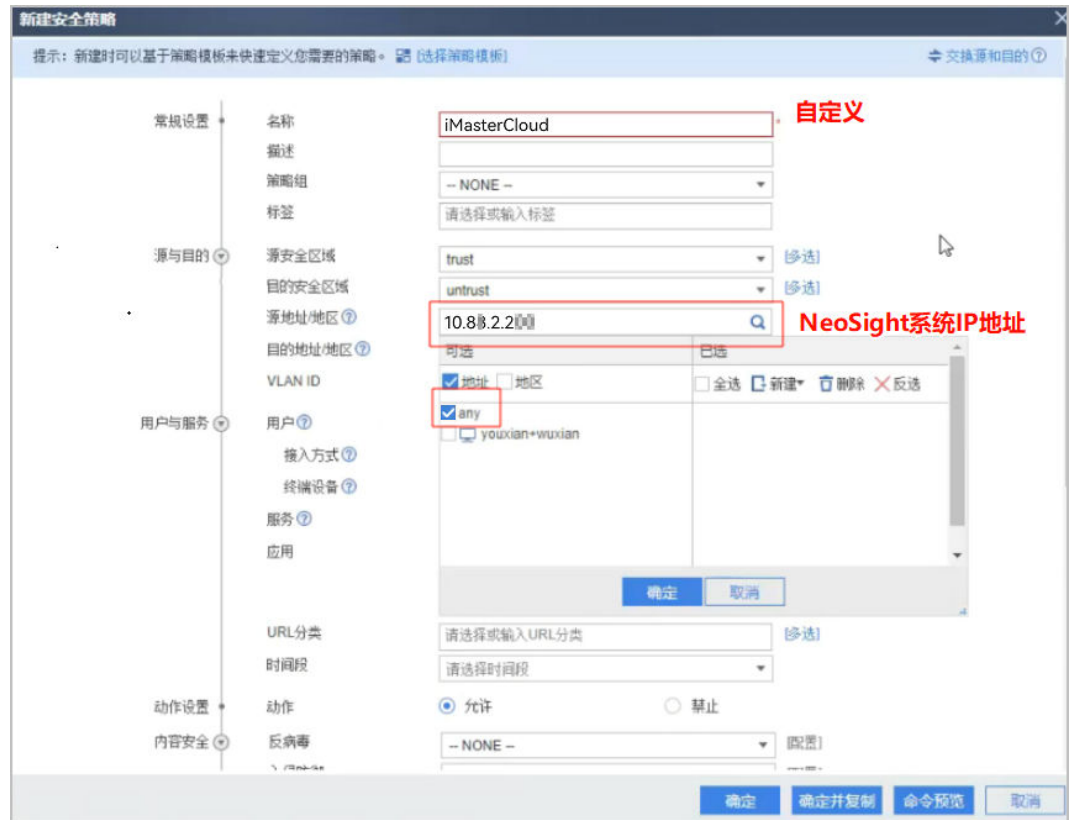 新建安全策略
提示：新建时可以基于策略模板来快速定义您需要的策略。 [选择策略模板] 交换源和目的
常规设置 名称 iMasterCloud * 自定义
描述
策略组 -- NONE --
标签 请选择或输入标签
源与目的 源安全区域 trust [多选]
目的安全区域 untrust [多选]
源地址/地区 NeoSight系统IP地址
目的地址/地区 可选 已选
VLAN ID 地址 地区 全选 新建 删除 反选
any
用户与服务 用户
youxian+wuxian
接入方式
终端设备
服务
应用
确定 取消
URL分类 请选择或输入URL分类 [多选]
时间段 请选择时间段
动作设置 动作 允许 禁止
内容安全 反病毒 -- NONE -- [配置]
确定 确定并复制 命令预览 取消